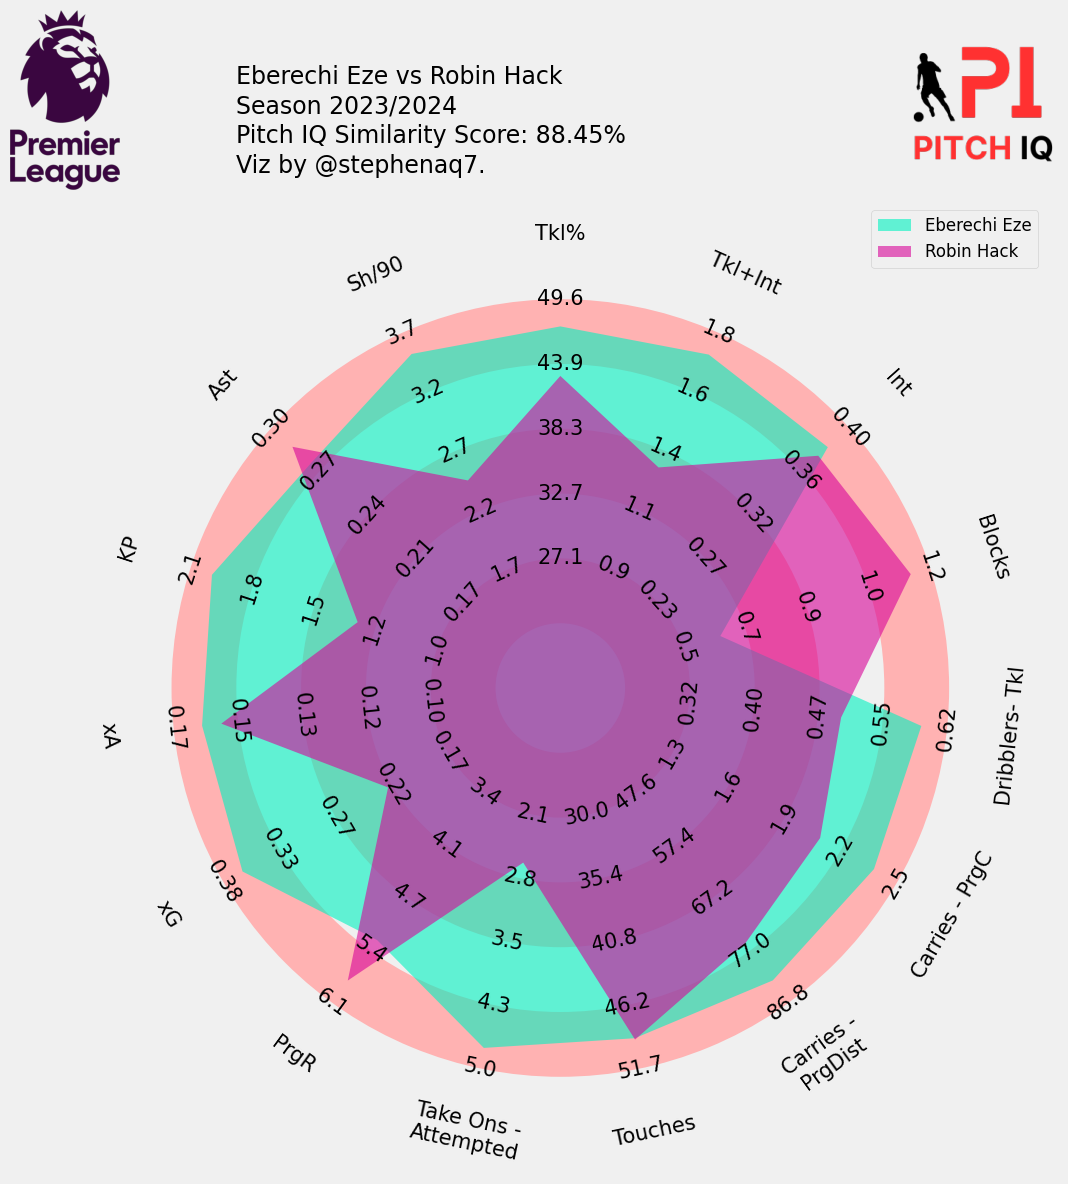 Premier
League
Eberechi Eze vs Robin Hack
Season 2023/2024
Pitch IQ Similarity Score: 88.45%
Viz by @stephenaq7.
PI
PITCH IQ
Eberechi Eze
Robin Hack
Tkl%
27.1
32.7
38.3
43.9
49.6
Tkl+Int
0.9
1.1
1.4
1.6
1.8
Int
0.23
0.27
0.32
0.36
0.40
Blocks
0.5
0.7
0.9
1.0
1.2
Dribblers- Tkl
0.32
0.40
0.47
0.55
0.62
Carries - PrgC
1.3
1.6
1.9
2.2
2.5
Carries -
PrgDist
47.6
57.4
67.2
77.0
86.8
Touches
30.0
35.4
40.8
46.2
51.7
Take Ons -
Attempted
2.1
2.8
3.5
4.3
5.0
PrgR
3.4
4.1
4.7
5.4
6.1
xG
0.17
0.22
0.27
0.33
0.38
xA
0.10
0.12
0.13
0.15
0.17
KP
1.0
1.2
1.5
1.8
2.1
Ast
0.17
0.21
0.24
0.27
0.30
Sh/90
1.7
2.2
2.7
3.2
3.7